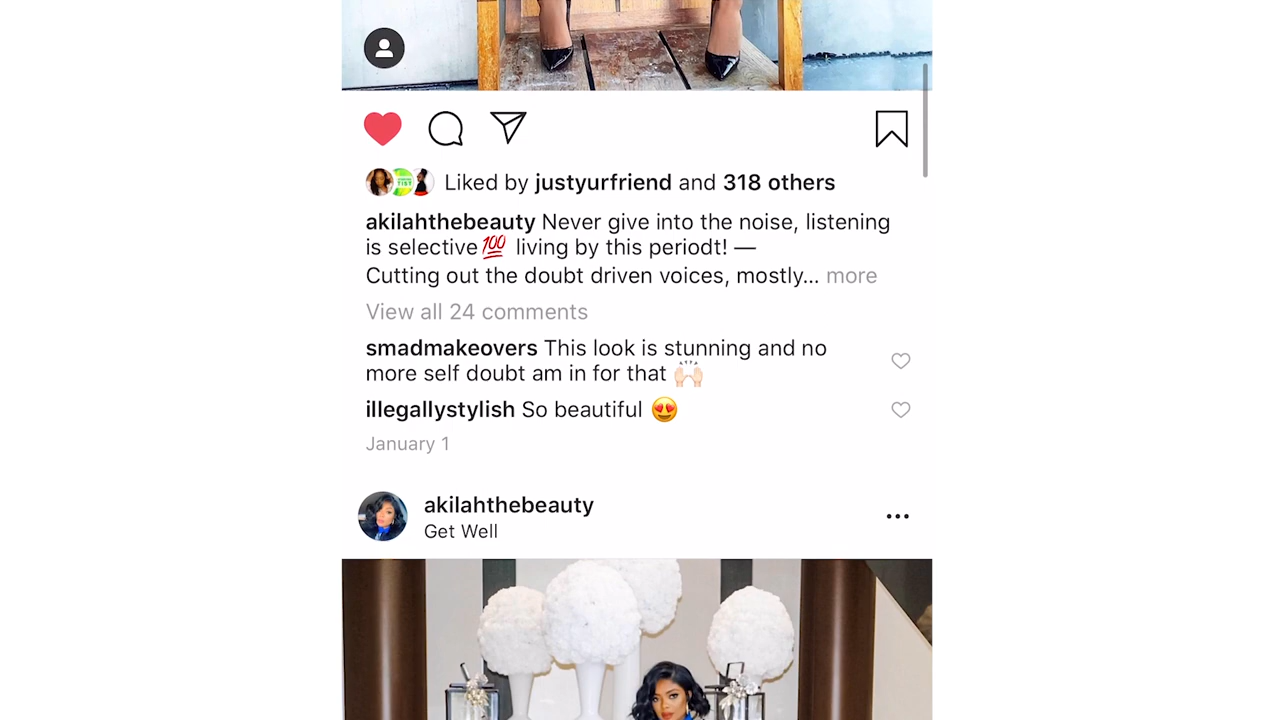 Liked by justyurfriend and 318 others
akilahthebeauty Never give into the noise, listening
is selective💯 living by this periodt! —
Cutting out the doubt driven voices, mostly... more
View all 24 comments
smadmakeovers This look is stunning and no
more self doubt am in for that 🙌🏻
illegallystylish So beautiful 😍
January 1
akilahthebeauty
Get Well